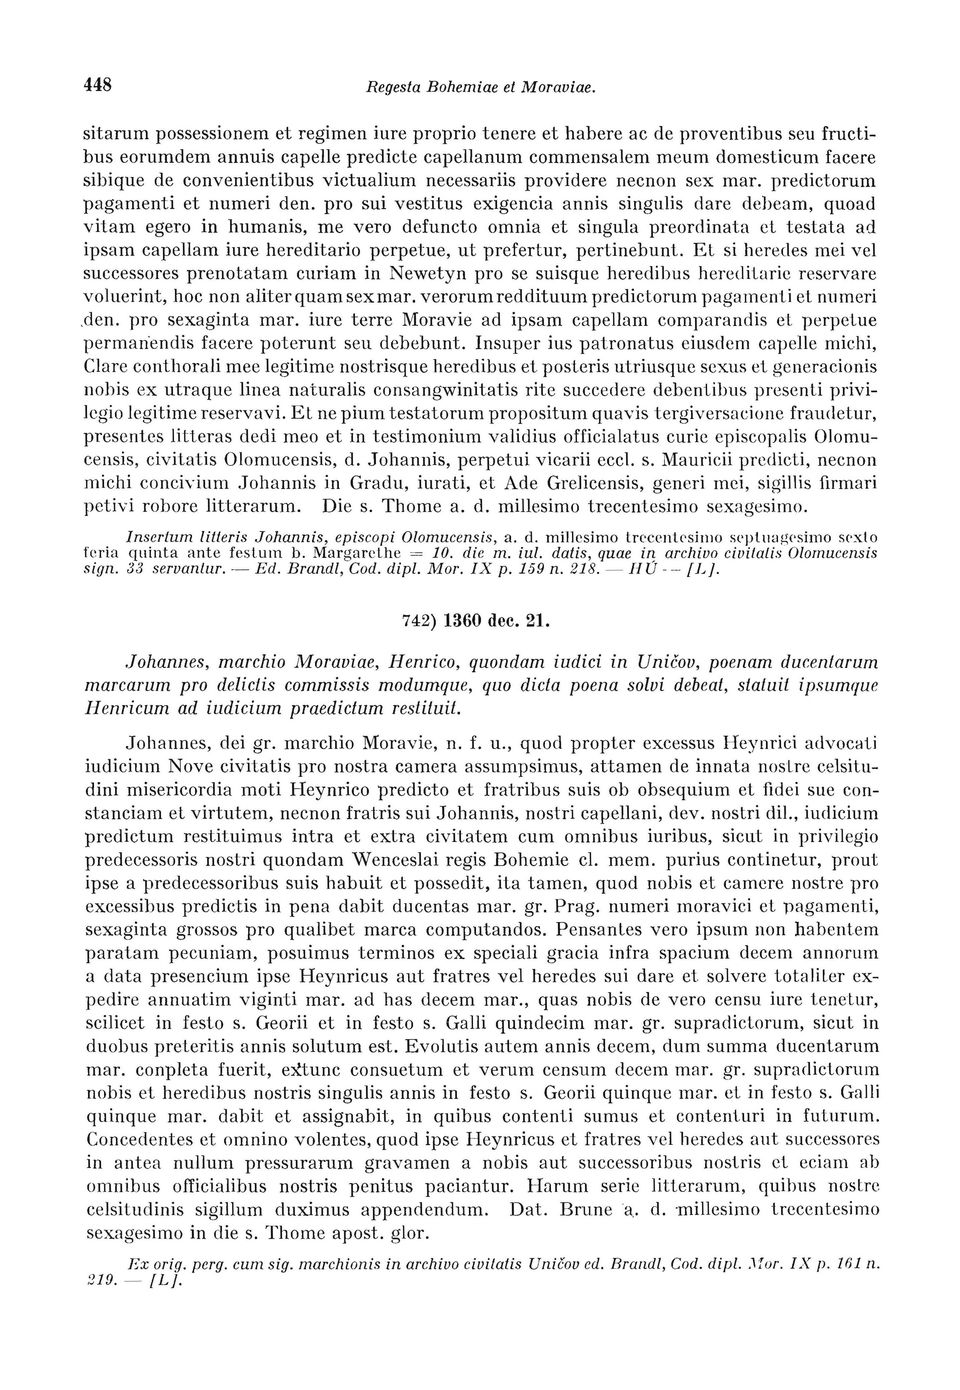 448 Regesta Bohemiae et Moraviae.
sitarum possessionem et regimen iure proprio tenere et habere ac de proventibus seu fructi-
bus eorumdem annuis capelle predicte capellanum commensalem meum domesticum facere
sibique de convenientibus victualium necessariis providere necnon sex mar. predictorum
pagamenti et numeri den. pro sui vestitus exigencia annis singulis dare debeam, quoad
vitam egero in humanis, me vero defuncto omnia et singula preordinata et testata ad
ipsam capellam iure hereditario perpetue, ut prefertur, pertinebunt. Et si heredes mei vel
successores prenotatam curiam in Newetyn pro se suisque heredibus hereditarie reservare
voluerint, hoc non aliter quam sex mar. verorum reddituum predictorum pagamenti et numeri
den. pro sexaginta mar. iure terre Moravie ad ipsam capellam comparandis et perpetue
permanendis facere poterunt seu debebunt. Insuper ius patronatus eiusdem capelle michi,
Clare conthorali mee legitime nostrisque heredibus et posteris utriusque sexus et generacionis
nobis ex utraque linea naturalis consangwinitatis rite succedere debentibus presenti privi-
legio legitime reservavi. Et ne pium testatorum propositum quavis tergiversacione fraudetur,
presentes litteras dedi meo et in testimonium validius officialatus curie episcopalis Olomu-
censis, civitatis Olomucensis, d. Johannis, perpetui vicarii eccl. s. Mauricii predicti, necnon
michi concivium Johannis in Gradu, iurati, et Ade Grelicensis, generi mei, sigillis firmari
petivi robore litterarum. Die s. Thome a. d. millesimo trecentesimo sexagesimo.
Insertum litteris Johannis, episcopi Olomucensis, a. d. millesimo trecentesimo septuagesimo sexto
feria quinta ante festum b. Margarethe = 10. die m. iul. datis, quae in archivo civitatis Olomucensis
sign. 33 servantur. — Ed. Brandl, Cod. dipl. Mor. IX p. 159 n. 218. — HÚ -- [L].
742) 1360 dec. 21.
Johannes, marchio Moraviae, Henrico, quondam iudici in Uničov, poenam ducentarum
marcarum pro delictis commissis modumque, quo dicta poena solvi debeat, statuit ipsumque
Henricum ad iudicium praedictum restituit.
Johannes, dei gr. marchio Moravie, n. f. u., quod propter excessus Heynrici advocati
iudicium Nove civitatis pro nostra camera assumpsimus, attamen de innata nostre celsitu-
dini misericordia moti Heynrico predicto et fratribus suis ob obsequium et fidei sue con-
stanciam et virtutem, necnon fratris sui Johannis, nostri capellani, dev. nostri dil., iudicium
predictum restituimus intra et extra civitatem cum omnibus iuribus, sicut in privilegio
predecessoris nostri quondam Wenceslai regis Bohemie cl. mem. purius continetur, prout
ipse a predecessoribus suis habuit et possedit, ita tamen, quod nobis et camere nostre pro
excessibus predictis in pena dabit ducentas mar. gr. Prag. numeri moravici et pagamenti,
sexaginta grossos pro qualibet marca computandos. Pensantes vero ipsum non habentem
paratam pecuniam, posuimus terminos ex speciali gracia infra spacium decem annorum
a data presencium ipse Heynricus aut fratres vel heredes sui dare et solvere totaliter ex-
pedire annuatim viginti mar. ad has decem mar., quas nobis de vero censu iure tenetur,
scilicet in festo s. Georii et in festo s. Galli quindecim mar. gr. supradictorum, sicut in
duobus preteritis annis solutum est. Evolutis autem annis decem, dum summa ducentarum
mar. conpleta fuerit, extunc consuetum et verum censum decem mar. gr. supradictorum
nobis et heredibus nostris singulis annis in festo s. Georii quinque mar. et in festo s. Galli
quinque mar. dabit et assignabit, in quibus contenti sumus et contenturi in futurum.
Concedentes et omnino volentes, quod ipse Heynricus et fratres vel heredes aut successores
in antea nullum pressurarum gravamen a nobis aut successoribus nostris et eciam ab
omnibus officialibus nostris penitus paciantur. Harum serie litterarum, quibus nostre
celsitudinis sigillum duximus appendendum. Dat. Brune a. d. millesimo trecentesimo
sexagesimo in die s. Thome apost. glor.
Ex orig. perg. cum sig. marchionis in archivo civitatis Uničov ed. Brandl, Cod. dipl. Mor. IX p. 161 n.
219. — [L].